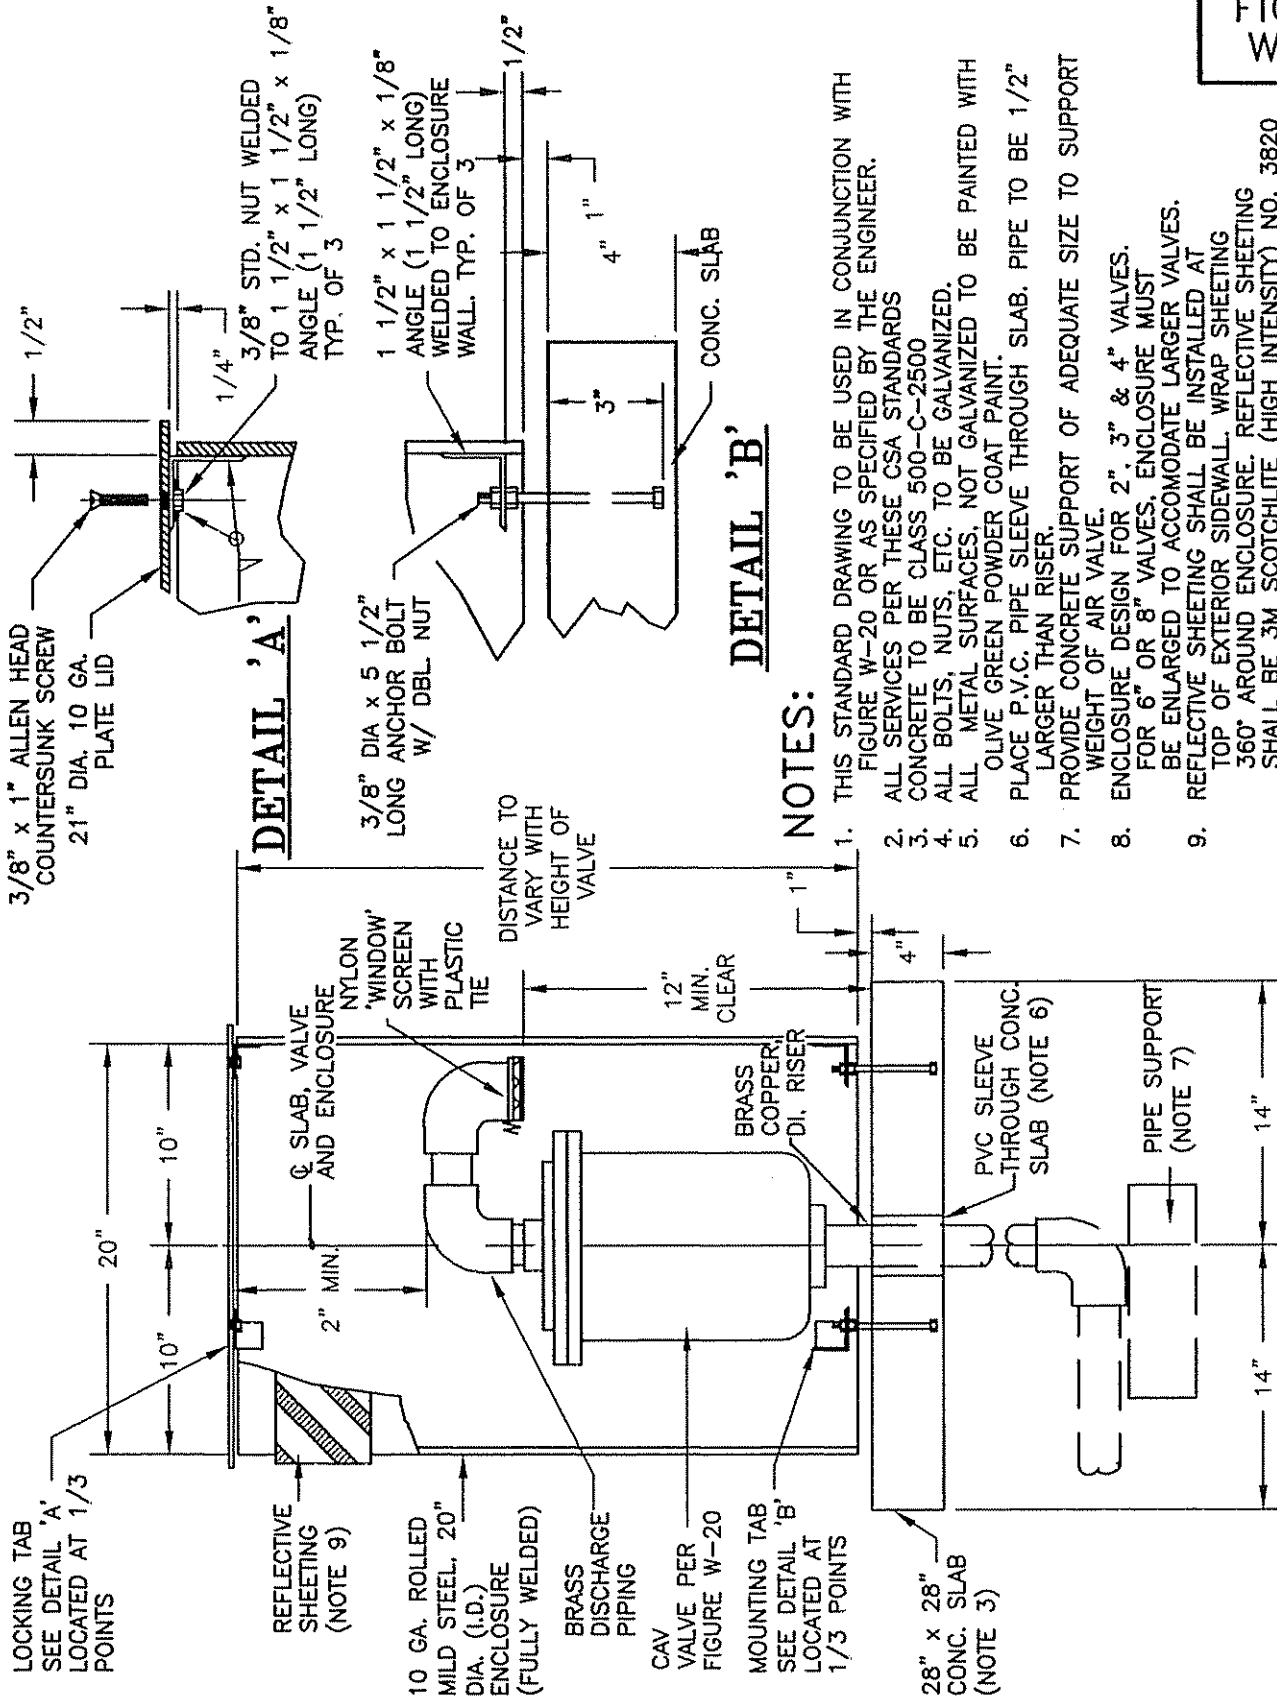 3/8" x 1" ALLEN HEAD
COUNTERSUNK SCREW
21" DIA. 10 GA.
PLATE LID
1/2"
1/4"
3/8" STD. NUT WELDED
TO 1 1/2" x 1 1/2" x 1/8"
ANGLE (1 1/2" LONG)
TYP. OF 3
DETAIL 'A'
3/8" DIA x 5 1/2"
LONG ANCHOR BOLT
W/ DBL NUT
1 1/2" x 1 1/2" x 1/8"
ANGLE (1 1/2" LONG)
WELDED TO ENCLOSURE
WALL. TYP. OF 3
1/2"
1"
4"
3"
CONC. SLAB
DETAIL 'B'
LOCKING TAB
SEE DETAIL 'A'
LOCATED AT 1/3
POINTS
REFLECTIVE
SHEETING
(NOTE 9)
10 GA. ROLLED
MILD STEEL, 20"
DIA. (I.D.)
ENCLOSURE
(FULLY WELDED)
BRASS
DISCHARGE
PIPING
CAV
VALVE PER
FIGURE W-20
MOUNTING TAB
SEE DETAIL 'B'
LOCATED AT
1/3 POINTS
28" x 28"
CONC. SLAB
(NOTE 3)
20"
10"
10"
2" MIN.
℄ SLAB, VALVE
AND ENCLOSURE
NYLON
'WINDOW'
SCREEN
WITH
PLASTIC
TIE
DISTANCE TO
VARY WITH
HEIGHT OF
VALVE
12"
MIN.
CLEAR
1"
4"
BRASS
COPPER,
DI. RISER
PVC SLEEVE
THROUGH CONC.
SLAB (NOTE 6)
PIPE SUPPORT
(NOTE 7)
14"
14"
NOTES:
1. THIS STANDARD DRAWING TO BE USED IN CONJUNCTION WITH
FIGURE W-20 OR AS SPECIFIED BY THE ENGINEER.
2. ALL SERVICES PER THESE CSA STANDARDS
3. CONCRETE TO BE CLASS 500-C-2500
4. ALL BOLTS, NUTS, ETC. TO BE GALVANIZED.
5. ALL METAL SURFACES, NOT GALVANIZED TO BE PAINTED WITH
OLIVE GREEN POWDER COAT PAINT.
6. PLACE P.V.C. PIPE SLEEVE THROUGH SLAB. PIPE TO BE 1/2"
LARGER THAN RISER.
7. PROVIDE CONCRETE SUPPORT OF ADEQUATE SIZE TO SUPPORT
WEIGHT OF AIR VALVE.
8. ENCLOSURE DESIGN FOR 2", 3" & 4" VALVES.
FOR 6" OR 8" VALVES, ENCLOSURE MUST
BE ENLARGED TO ACCOMODATE LARGER VALVES.
9. REFLECTIVE SHEETING SHALL BE INSTALLED AT
TOP OF EXTERIOR SIDEWALL. WRAP SHEETING
360° AROUND ENCLOSURE. REFLECTIVE SHEETING
SHALL BE 3M SCOTCHLITE (HIGH INTENSITY) NO. 3820